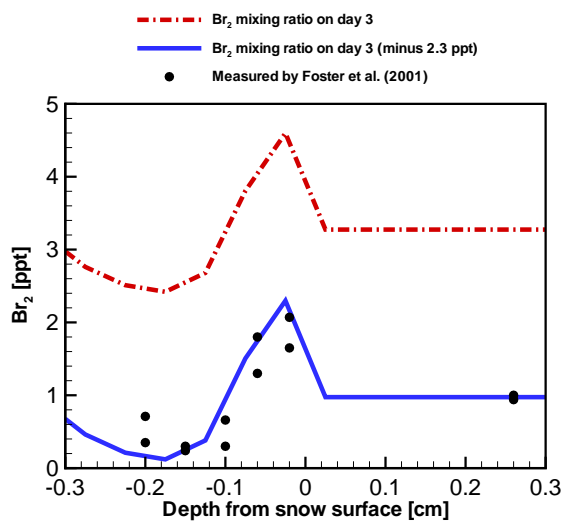 Br₂ mixing ratio on day 3
Br₂ mixing ratio on day 3 (minus 2.3 ppt)
Measured by Foster et al. (2001)
5
4
3
2
1
0
Br₂ [ppt]
-0.3 -0.2 -0.1 0 0.1 0.2 0.3
Depth from snow surface [cm]